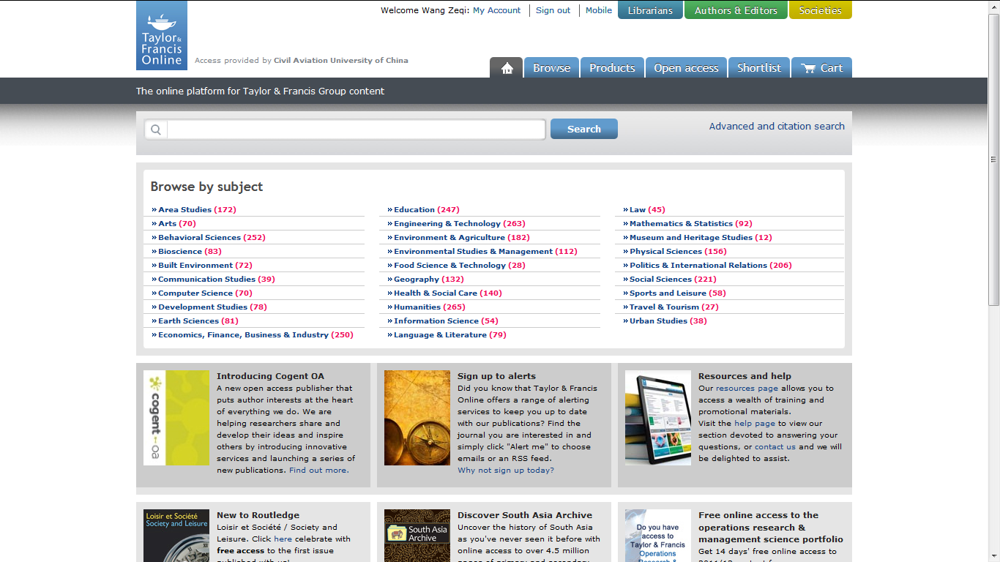 Welcome Wang Zeqi: My Account Sign out Mobile Librarians Authors & Editors Societies
Taylor &
Francis
Online
Access provided by Civil Aviation University of China
Browse Products Open access Shortlist Cart
The online platform for Taylor & Francis Group content
Search Advanced and citation search
Browse by subject
» Area Studies (172)
» Arts (70)
» Behavioral Sciences (252)
» Bioscience (83)
» Built Environment (72)
» Communication Studies (39)
» Computer Science (70)
» Development Studies (78)
» Earth Sciences (81)
» Economics, Finance, Business & Industry (250)
» Education (247)
» Engineering & Technology (263)
» Environment & Agriculture (182)
» Environmental Studies & Management (112)
» Food Science & Technology (28)
» Geography (132)
» Health & Social Care (140)
» Humanities (265)
» Information Science (54)
» Language & Literature (79)
» Law (45)
» Mathematics & Statistics (92)
» Museum and Heritage Studies (12)
» Physical Sciences (156)
» Politics & International Relations (206)
» Social Sciences (221)
» Sports and Leisure (58)
» Travel & Tourism (27)
» Urban Studies (38)
cogent oa
Introducing Cogent OA
A new open access publisher that
puts author interests at the heart
of everything we do. We are
helping researchers share and
develop their ideas and inspire
others by introducing innovative
services and launching a series of
new publications. Find out more.
Sign up to alerts
Did you know that Taylor & Francis
Online offers a range of alerting
services to keep you up to date
with our publications? Find the
journal you are interested in and
simply click "Alert me" to choose
emails or an RSS feed.
Why not sign up today?
Resources and help
Our resources page allows you to
access a wealth of training and
promotional materials.
Visit the help page to view our
section devoted to answering your
questions, or contact us and we will
be delighted to assist.
Loisir et Société
Society and Leisure
New to Routledge
Loisir et Société / Society and
Leisure. Click here celebrate with
free access to the first issue
published with us!
South Asia
Archive
Discover South Asia Archive
Uncover the history of South Asia
as you've never seen it before with
online access to over 4.5 million
pages of primary and secondary
Do you have
access to
Taylor & Francis
Operations
Research &
Free online access to the
operations research &
management science portfolio
Get 14 days' free online access to